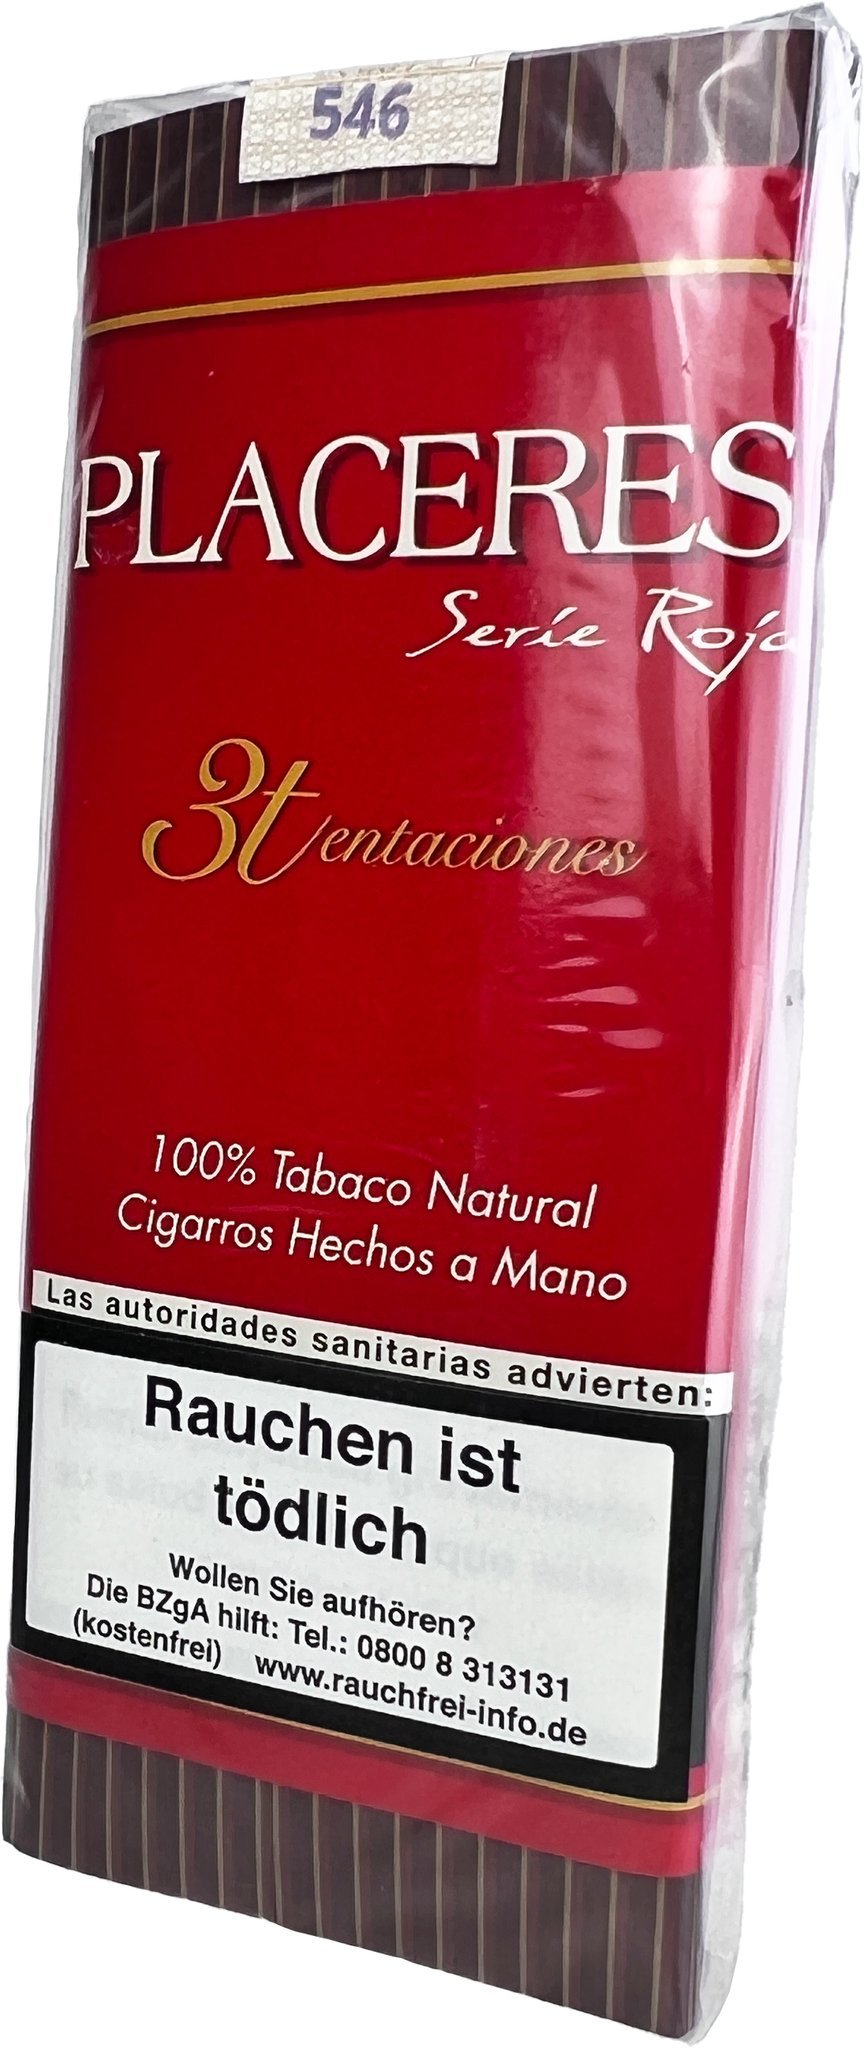 546
PLACERES
Serie Roja
3tentaciones
100% Tabaco Natural
Cigarros Hechos a Mano
Las autoridades sanitarias advierten:
Rauchen ist
tödlich
Wollen Sie aufhören?
Die BZgA hilft: Tel.: 0800 8 313131
(kostenfrei) www.rauchfrei-info.de